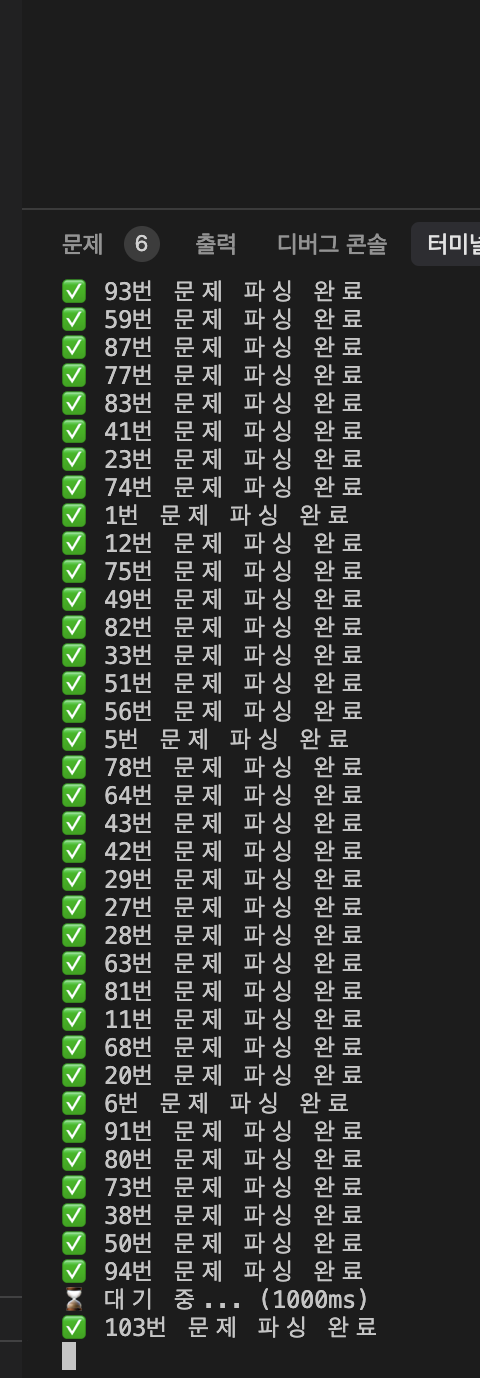 문제 6 출력 디버그 콘솔 터미널
✅ 93번 문제 파싱 완료
✅ 59번 문제 파싱 완료
✅ 87번 문제 파싱 완료
✅ 77번 문제 파싱 완료
✅ 83번 문제 파싱 완료
✅ 41번 문제 파싱 완료
✅ 23번 문제 파싱 완료
✅ 74번 문제 파싱 완료
✅ 1번 문제 파싱 완료
✅ 12번 문제 파싱 완료
✅ 75번 문제 파싱 완료
✅ 49번 문제 파싱 완료
✅ 82번 문제 파싱 완료
✅ 33번 문제 파싱 완료
✅ 51번 문제 파싱 완료
✅ 56번 문제 파싱 완료
✅ 5번 문제 파싱 완료
✅ 78번 문제 파싱 완료
✅ 64번 문제 파싱 완료
✅ 43번 문제 파싱 완료
✅ 42번 문제 파싱 완료
✅ 29번 문제 파싱 완료
✅ 27번 문제 파싱 완료
✅ 28번 문제 파싱 완료
✅ 63번 문제 파싱 완료
✅ 81번 문제 파싱 완료
✅ 11번 문제 파싱 완료
✅ 68번 문제 파싱 완료
✅ 20번 문제 파싱 완료
✅ 6번 문제 파싱 완료
✅ 91번 문제 파싱 완료
✅ 80번 문제 파싱 완료
✅ 73번 문제 파싱 완료
✅ 38번 문제 파싱 완료
✅ 50번 문제 파싱 완료
✅ 94번 문제 파싱 완료
⏳ 대기 중... (1000ms)
✅ 103번 문제 파싱 완료